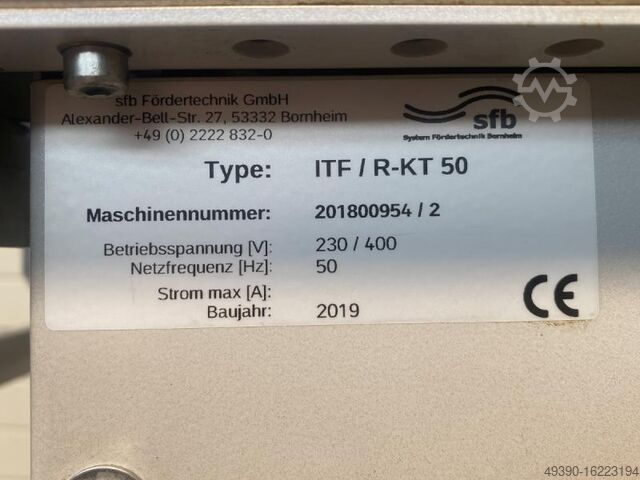 sfb Fördertechnik GmbH
Alexander-Bell-Str. 27, 53332 Bornheim
+49 (0) 2222 832-0
sfb
System Fördertechnik Bornheim
Type: ITF / R-KT 50
Maschinennummer: 201800954 / 2
Betriebsspannung [V]: 230 / 400
Netzfrequenz [Hz]: 50
Strom max [A]:
Baujahr: 2019
CE
49390-16223194